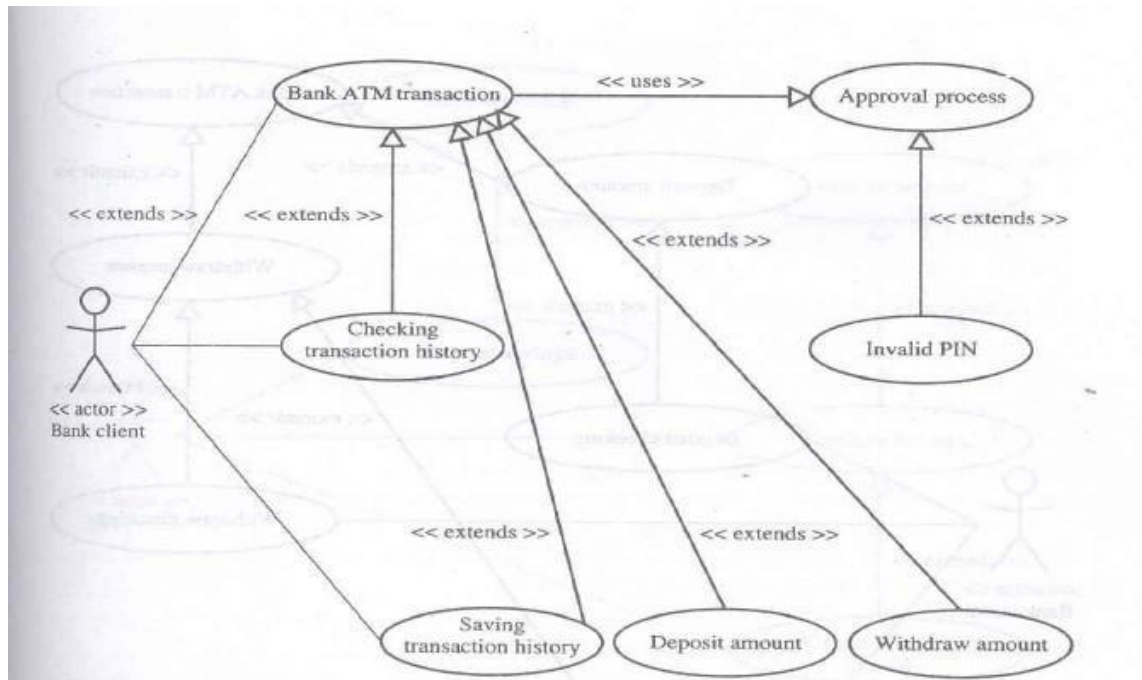 Bank ATM transaction
<< uses >>
Approval process
<< extends >>
<< extends >>
<< extends >>
<< extends >>
Checking
transaction history
Invalid PIN
<< actor >>
Bank client
<< extends >>
<< extends >>
Saving
transaction history
Deposit amount
Withdraw amount